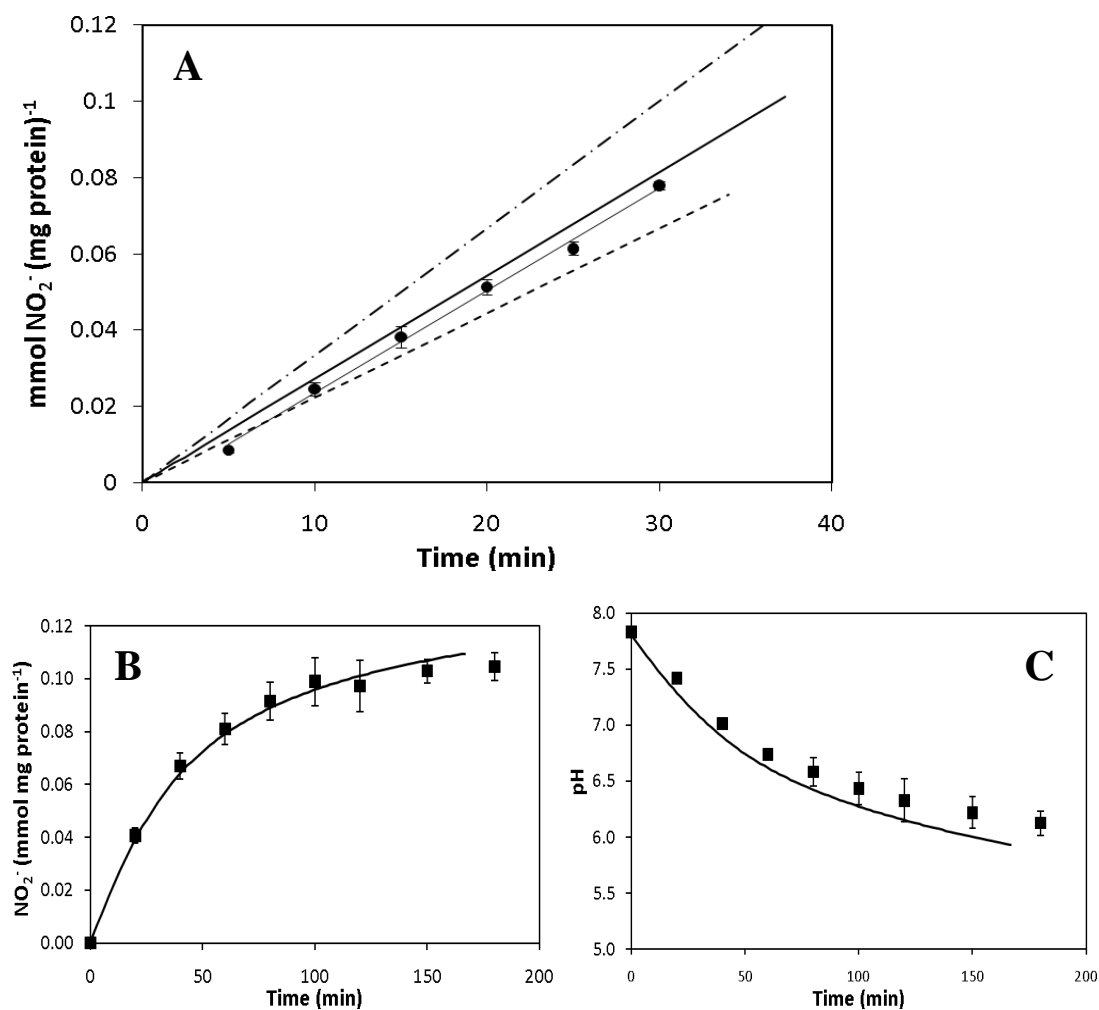 A
mmol NO₂⁻ (mg protein)⁻¹
0.12
0.1
0.08
0.06
0.04
0.02
0
0 10 20 30 40
Time (min)
B
NO₂⁻ (mmol mg protein⁻¹)
0.12
0.10
0.08
0.06
0.04
0.02
0.00
0 50 100 150 200
Time (min)
C
pH
8.0
7.5
7.0
6.5
6.0
5.5
5.0
0 50 100 150 200
Time (min)